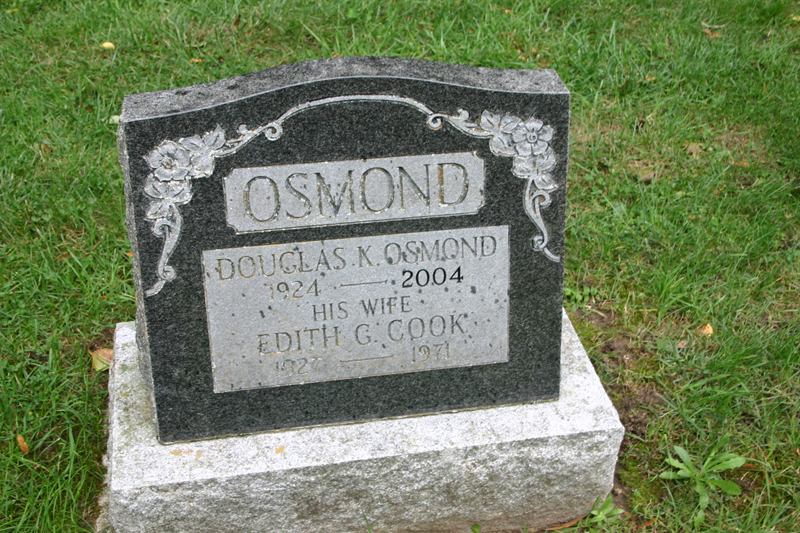 OSMOND
DOUGLAS K. OSMOND
1924 — 2004
HIS WIFE
EDITH G. COOK
— 1971